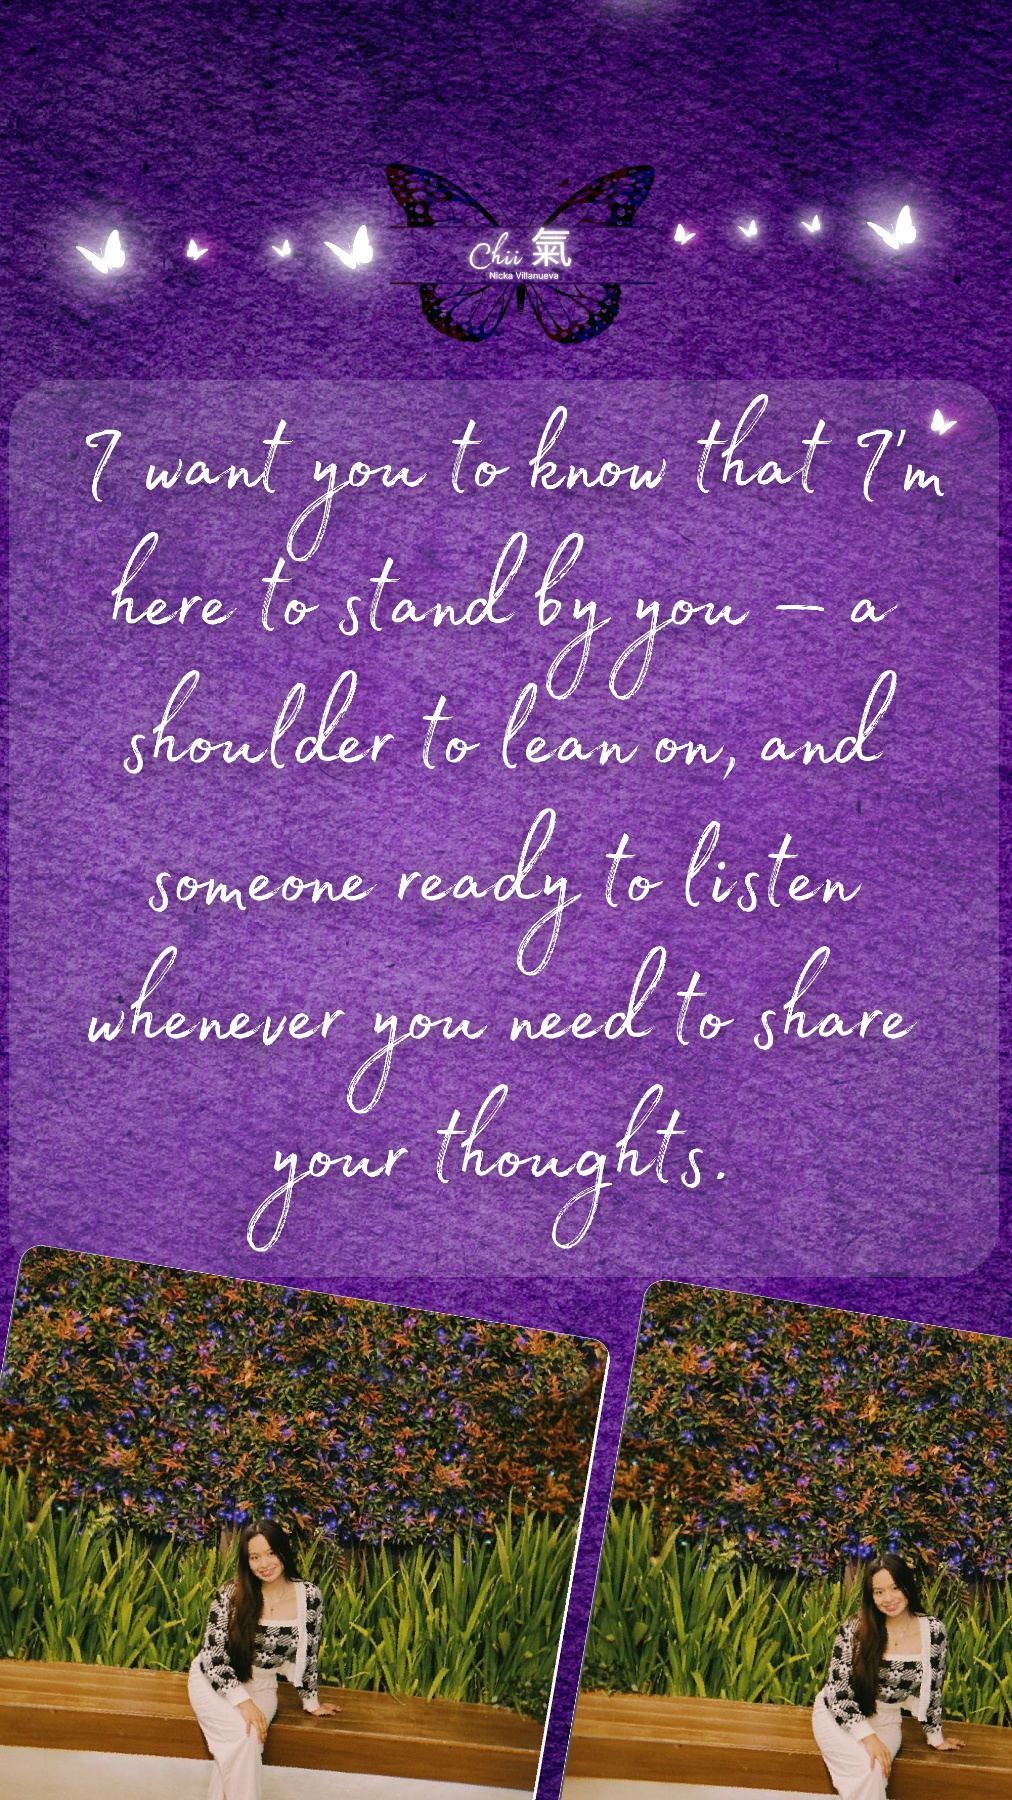 Chii 氣
Nicka Villanueva
I want you to know that I'm
here to stand by you – a
shoulder to lean on, and
someone ready to listen
whenever you need to share
your thoughts.